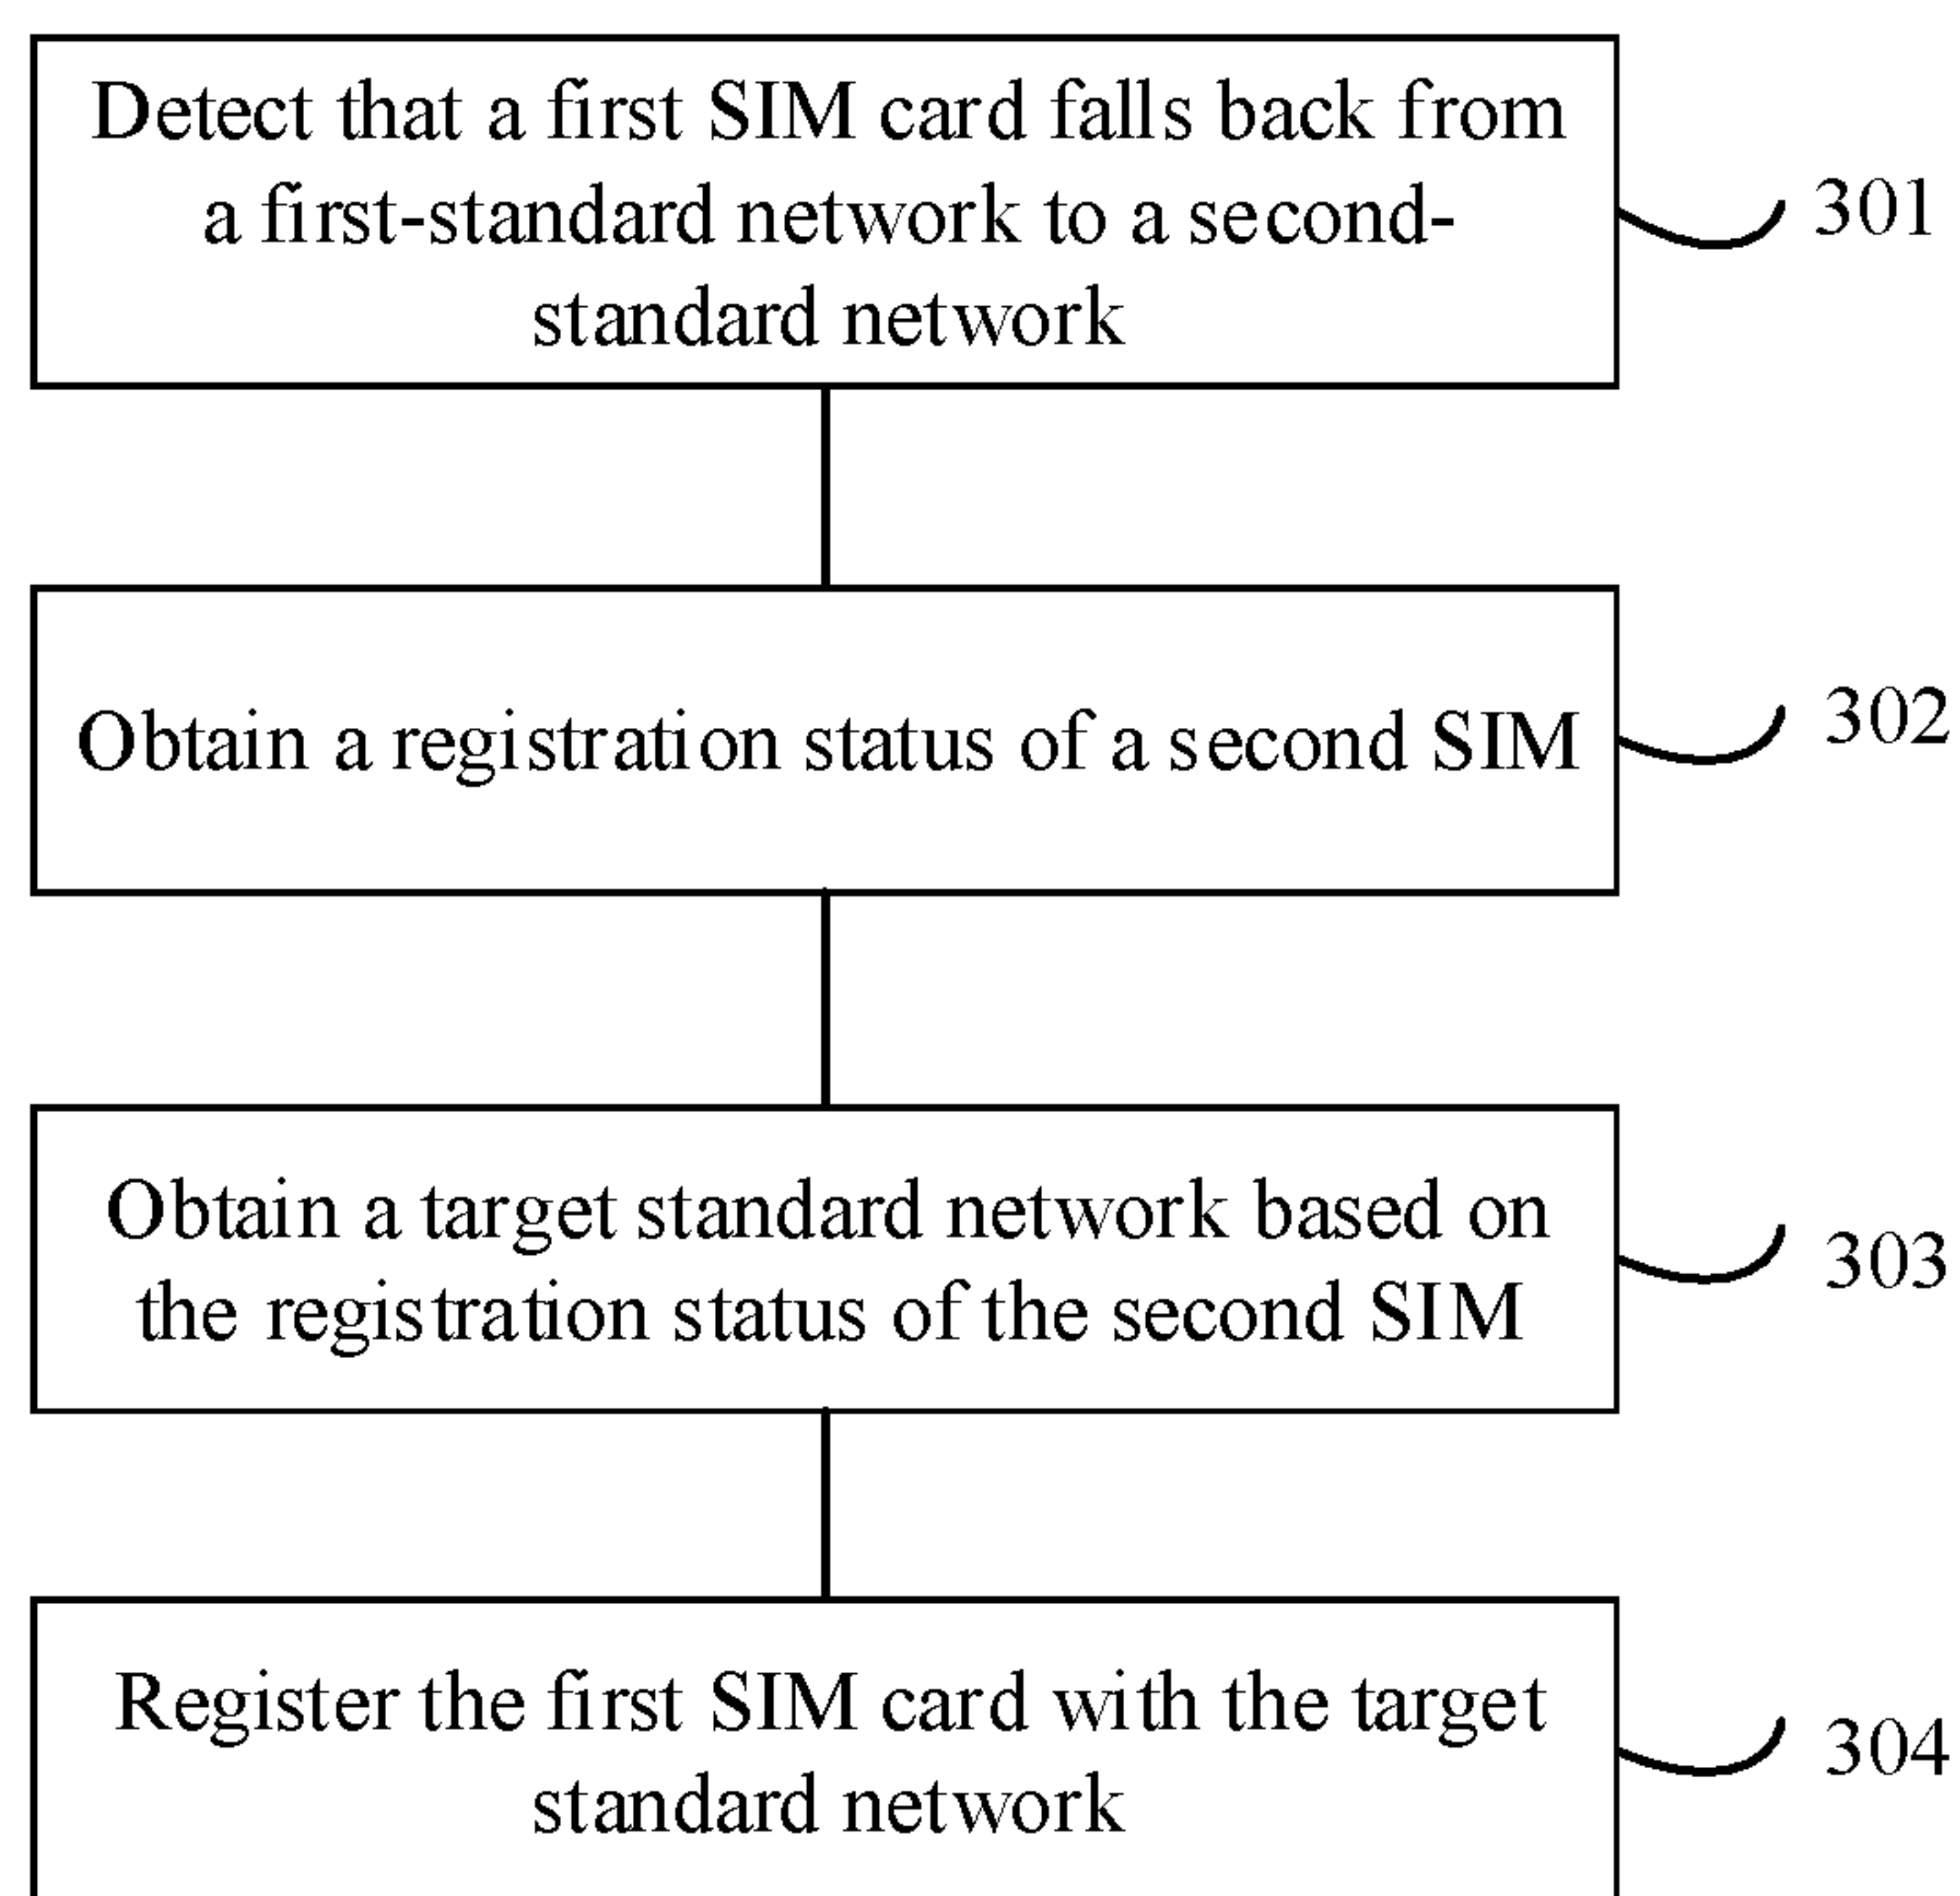 Detect that a first SIM card falls back from
a first-standard network to a second-
standard network
301
Obtain a registration status of a second SIM
302
Obtain a target standard network based on
the registration status of the second SIM
303
Register the first SIM card with the target
standard network
304